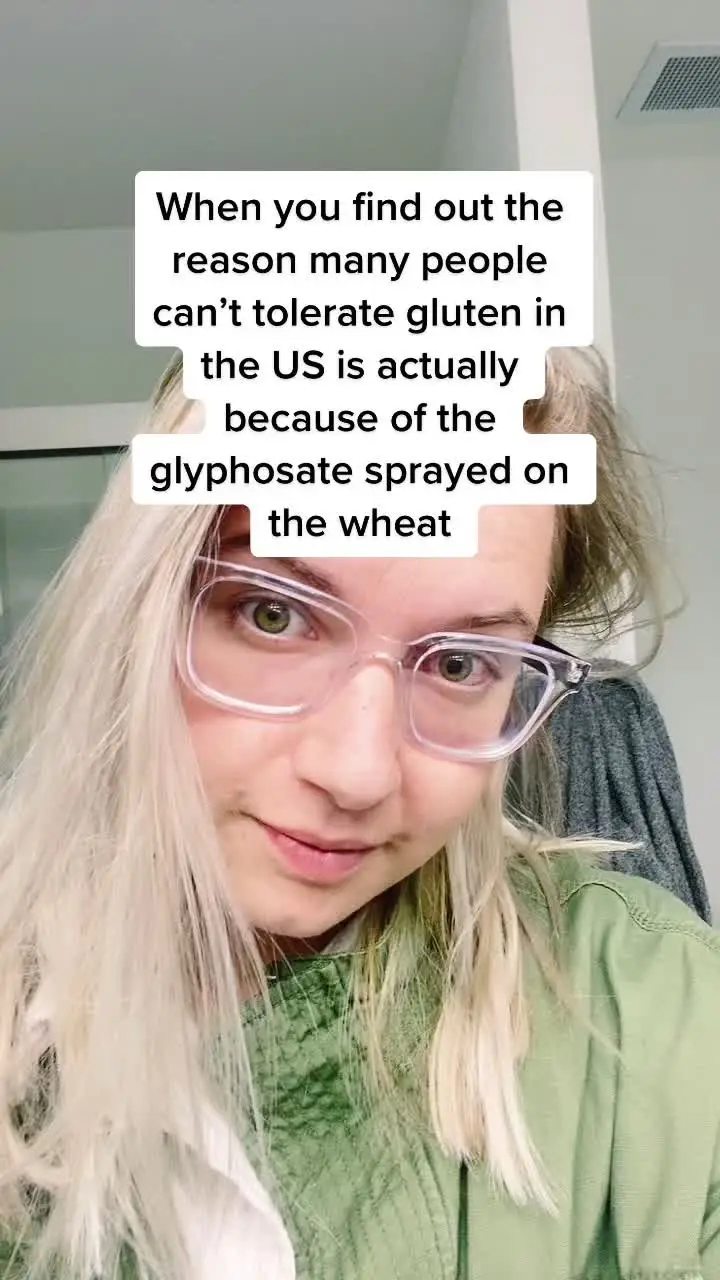 When you find out the
reason many people
can’t tolerate gluten in
the US is actually
because of the
glyphosate sprayed on
the wheat